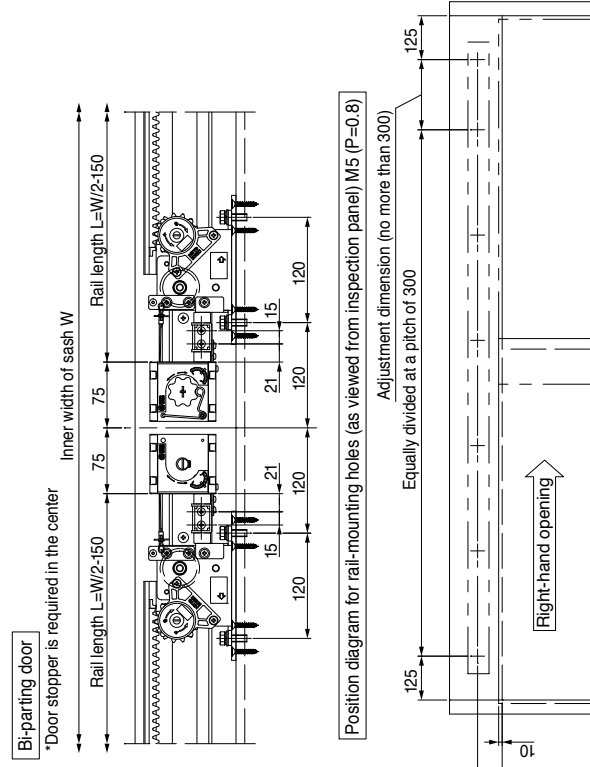 Bi-parting door
*Door stopper is required in the center
Inner width of sash W
Rail length L=W/2-150
75
75
Rail length L=W/2-150
15
21
21
15
120
120
120
120
Position diagram for rail-mounting holes (as viewed from inspection panel) M5 (P=0.8)
Adjustment dimension (no more than 300)
125
Equally divided at a pitch of 300
125
10
Right-hand opening